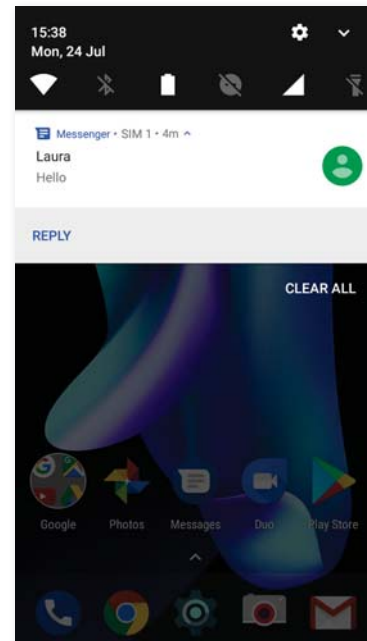 15:38
Mon, 24 Jul
Messenger • SIM 1 • 4m
Laura
Hello
REPLY
CLEAR ALL
Google Photos Messages Duo Play Store